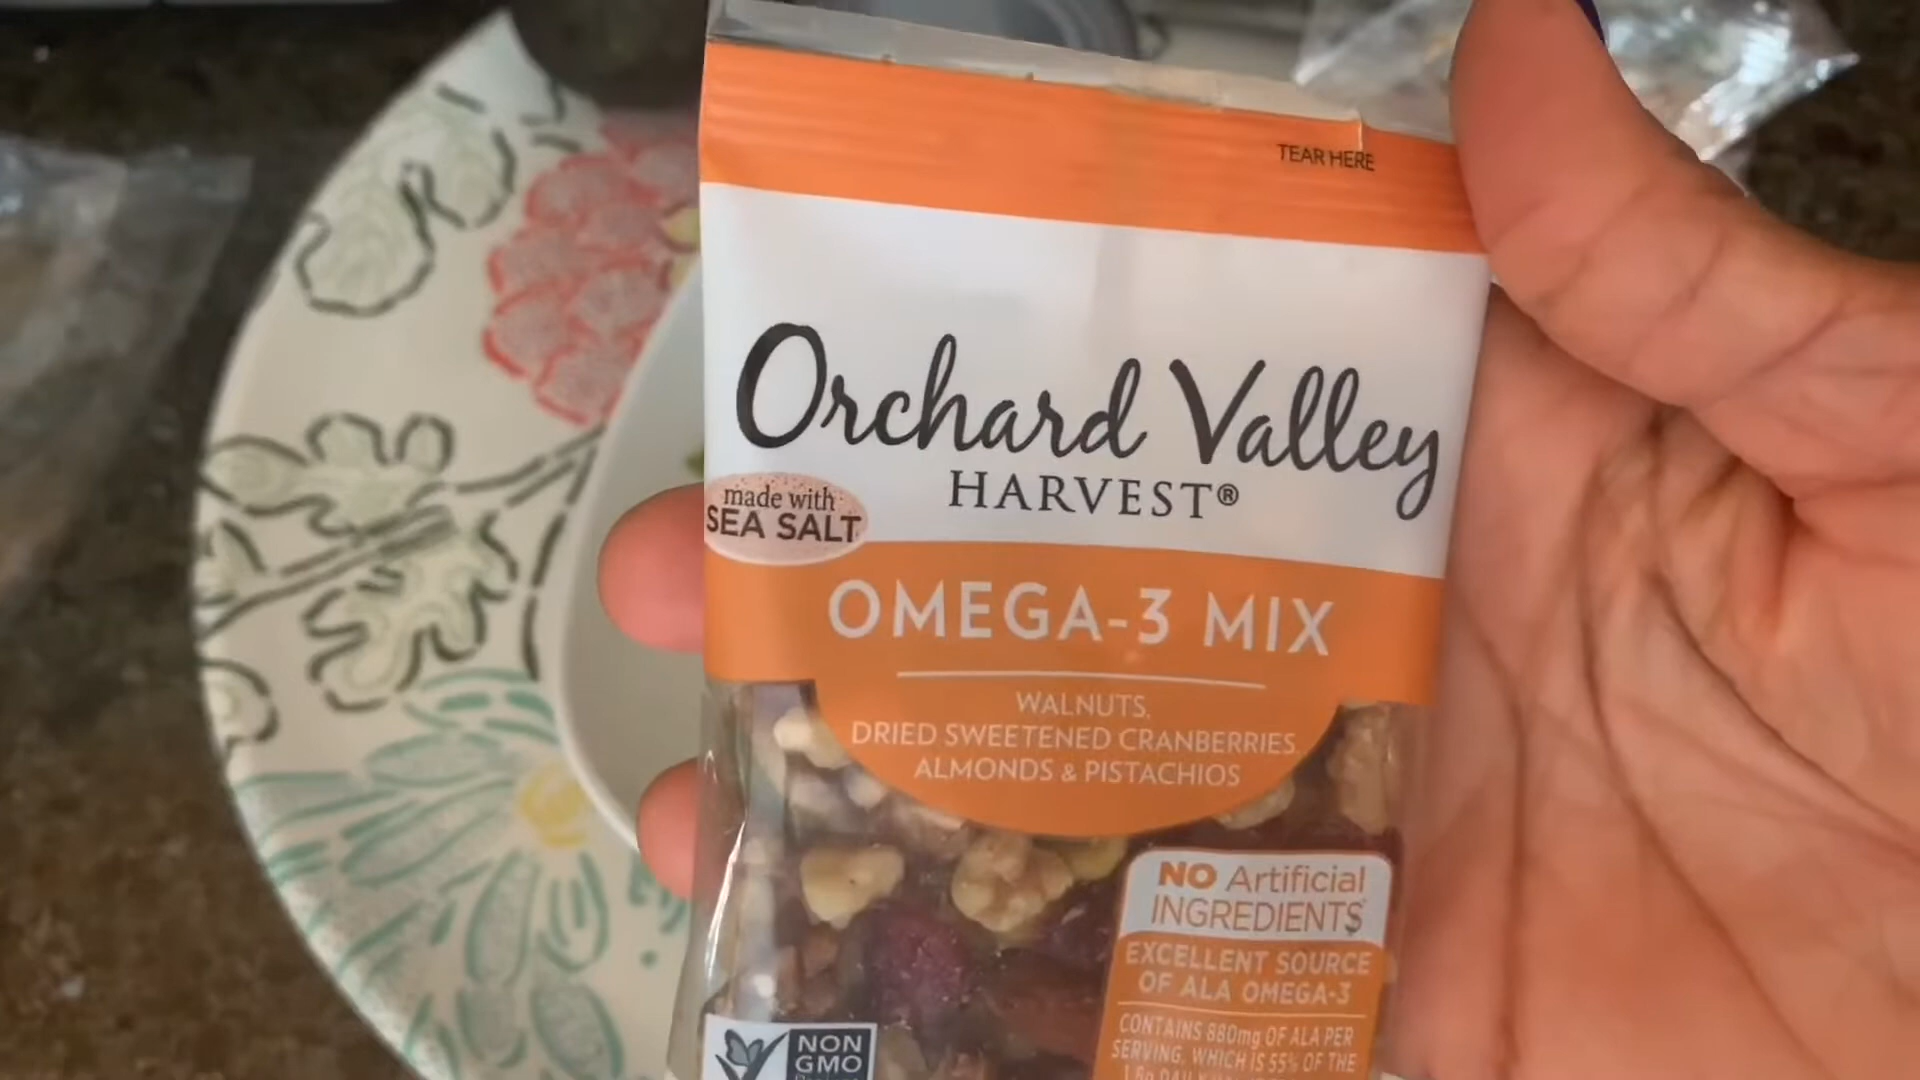 TEAR HERE
Orchard Valley
HARVEST®
made with
SEA SALT
OMEGA-3 MIX
WALNUTS,
DRIED SWEETENED CRANBERRIES,
ALMONDS & PISTACHIOS
NO Artificial
INGREDIENTS
EXCELLENT SOURCE
OF ALA OMEGA-3
CONTAINS 880mg OF ALA PER
SERVING, WHICH IS 55% OF THE
1.6g
NON
GMO